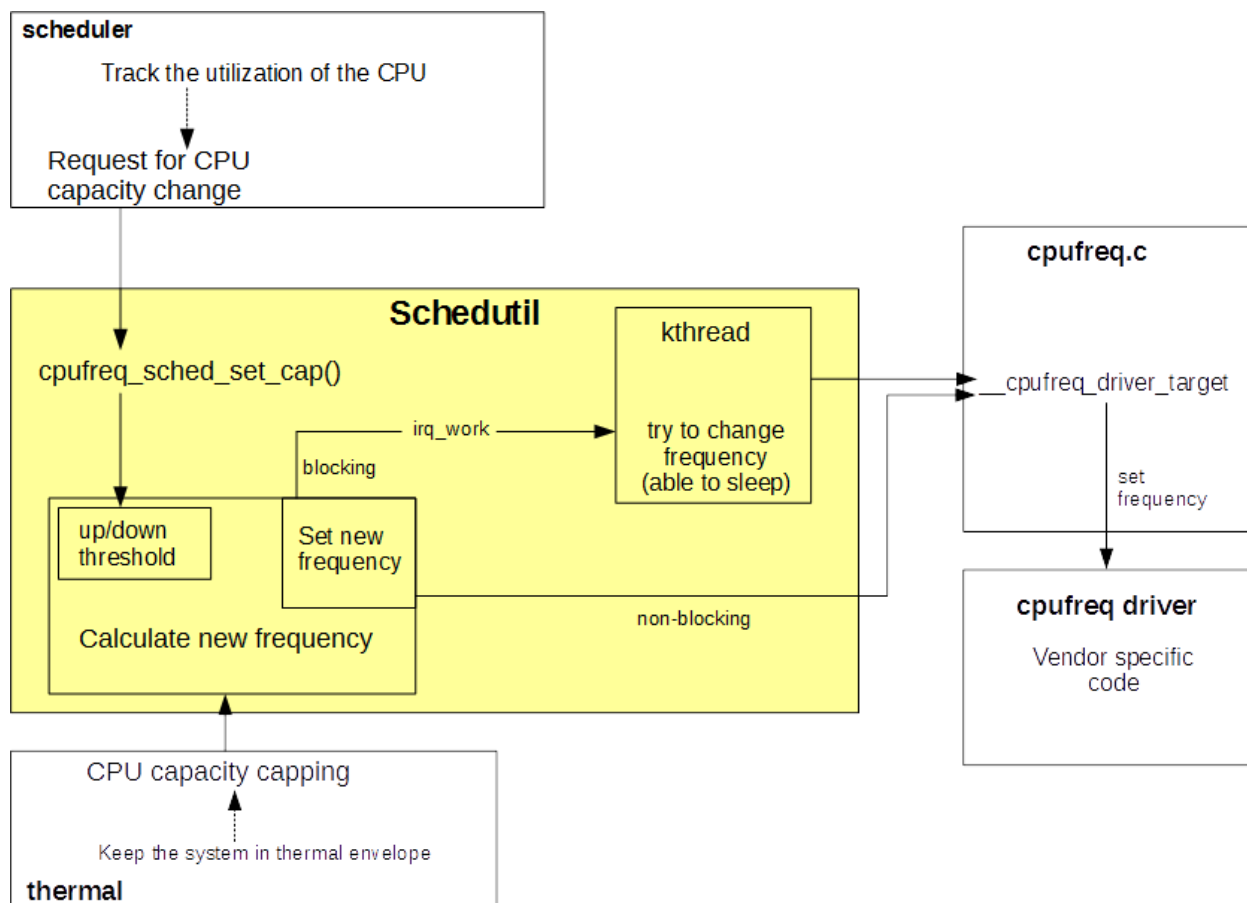 scheduler
Track the utilization of the CPU
Request for CPU
capacity change
cpufreq.c
__cpufreq_driver_target
set
frequency
Schedutil
cpufreq_sched_set_cap()
kthread
try to change
frequency
(able to sleep)
irq_work
blocking
up/down
threshold
Set new
frequency
Calculate new frequency
non-blocking
cpufreq driver
Vendor specific
code
CPU capacity capping
Keep the system in thermal envelope
thermal